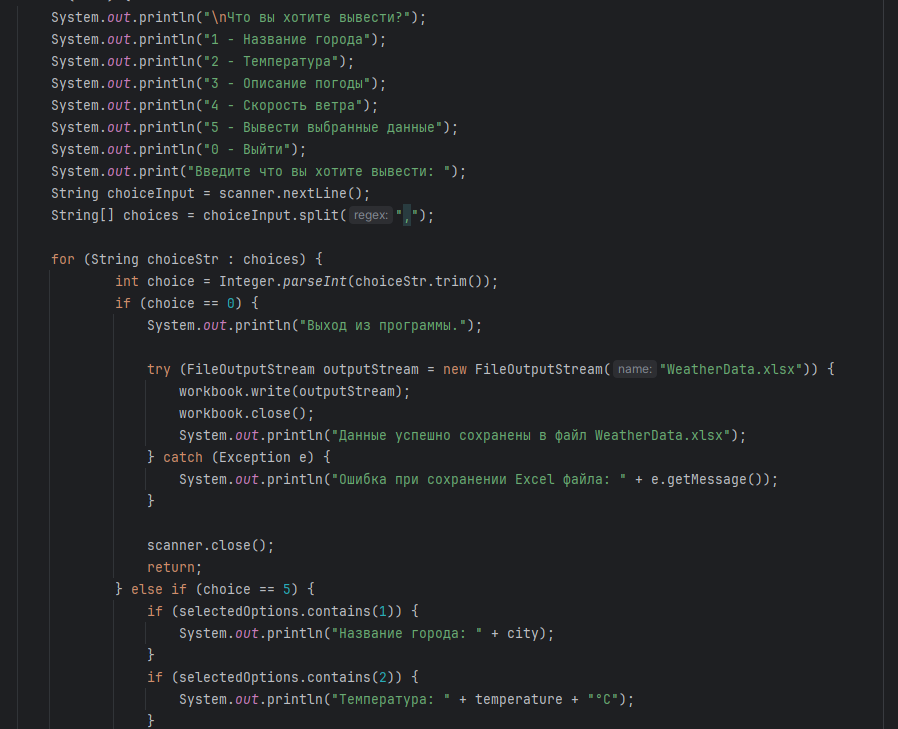 System.out.println("\nЧто вы хотите вывести?");
System.out.println("1 - Название города");
System.out.println("2 - Температура");
System.out.println("3 - Описание погоды");
System.out.println("4 - Скорость ветра");
System.out.println("5 - Вывести выбранные данные");
System.out.println("0 - Выйти");
System.out.print("Введите что вы хотите вывести: ");
String choiceInput = scanner.nextLine();
String[] choices = choiceInput.split( regex: ",");
for (String choiceStr : choices) {
int choice = Integer.parseInt(choiceStr.trim());
if (choice == 0) {
System.out.println("Выход из программы.");
try (FileOutputStream outputStream = new FileOutputStream( name: "WeatherData.xlsx")) {
workbook.write(outputStream);
workbook.close();
System.out.println("Данные успешно сохранены в файл WeatherData.xlsx");
} catch (Exception e) {
System.out.println("Ошибка при сохранении Excel файла: " + e.getMessage());
}
scanner.close();
return;
} else if (choice == 5) {
if (selectedOptions.contains(1)) {
System.out.println("Название города: " + city);
}
if (selectedOptions.contains(2)) {
System.out.println("Температура: " + temperature + "°C");
}